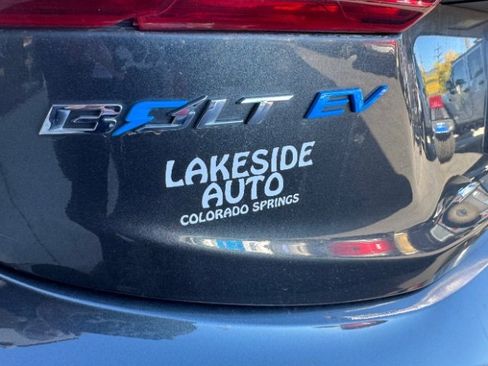 BOLT EV
LAKESIDE
AUTO
COLORADO SPRINGS